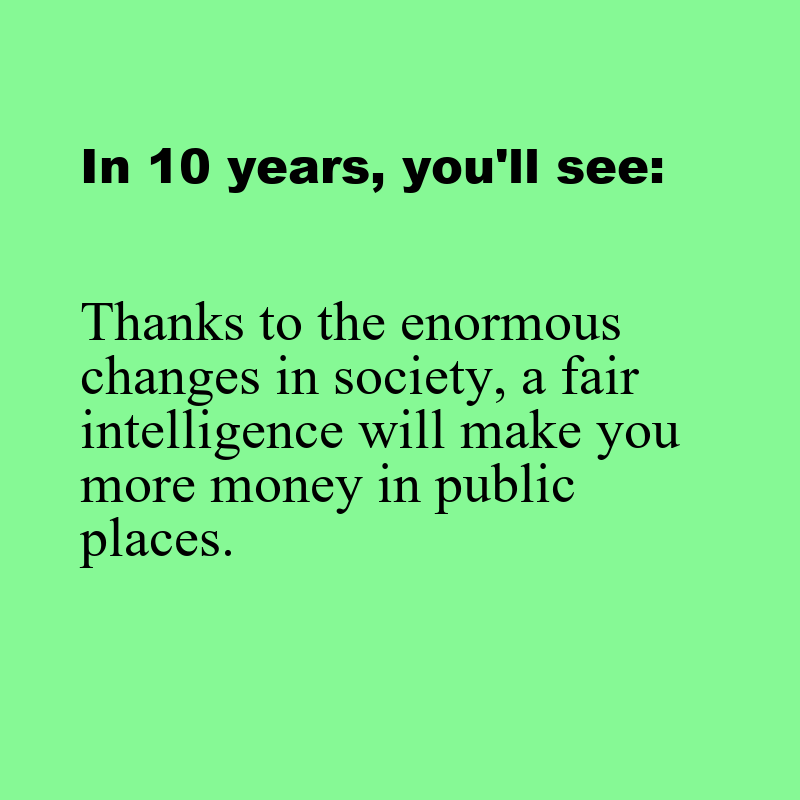 In 10 years, you'll see:
Thanks to the enormous
changes in society, a fair
intelligence will make you
more money in public
places.